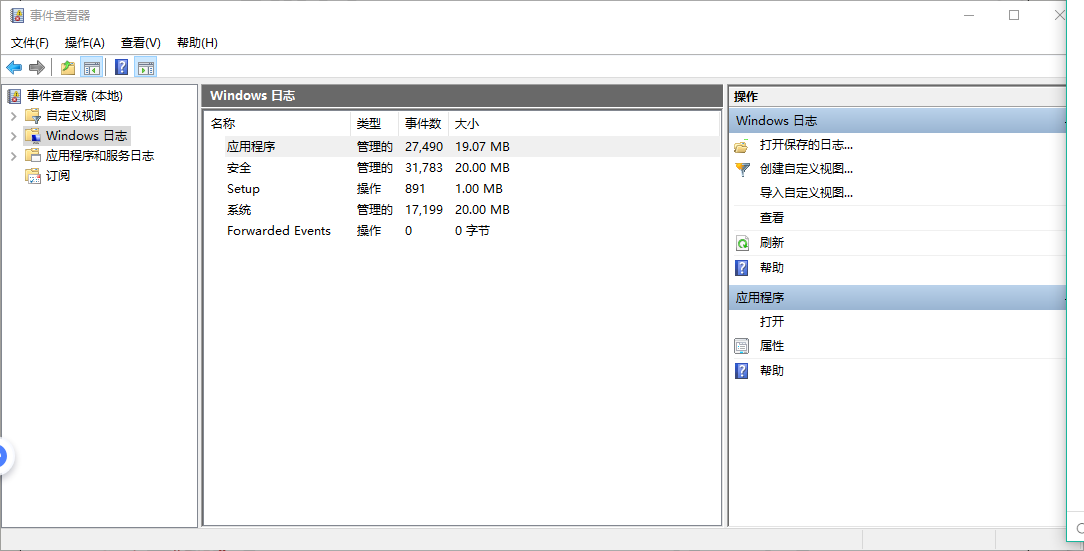 事件查看器
文件(F) 操作(A) 查看(V) 帮助(H)
事件查看器 (本地)
自定义视图
Windows 日志
应用程序和服务日志
订阅
Windows 日志
名称 类型 事件数 大小
应用程序 管理的 27,490 19.07 MB
安全 管理的 31,783 20.00 MB
Setup 操作 891 1.00 MB
系统 管理的 17,199 20.00 MB
Forwarded Events 操作 0 0 字节
操作
Windows 日志
打开保存的日志...
创建自定义视图...
导入自定义视图...
查看
刷新
帮助
应用程序
打开
属性
帮助